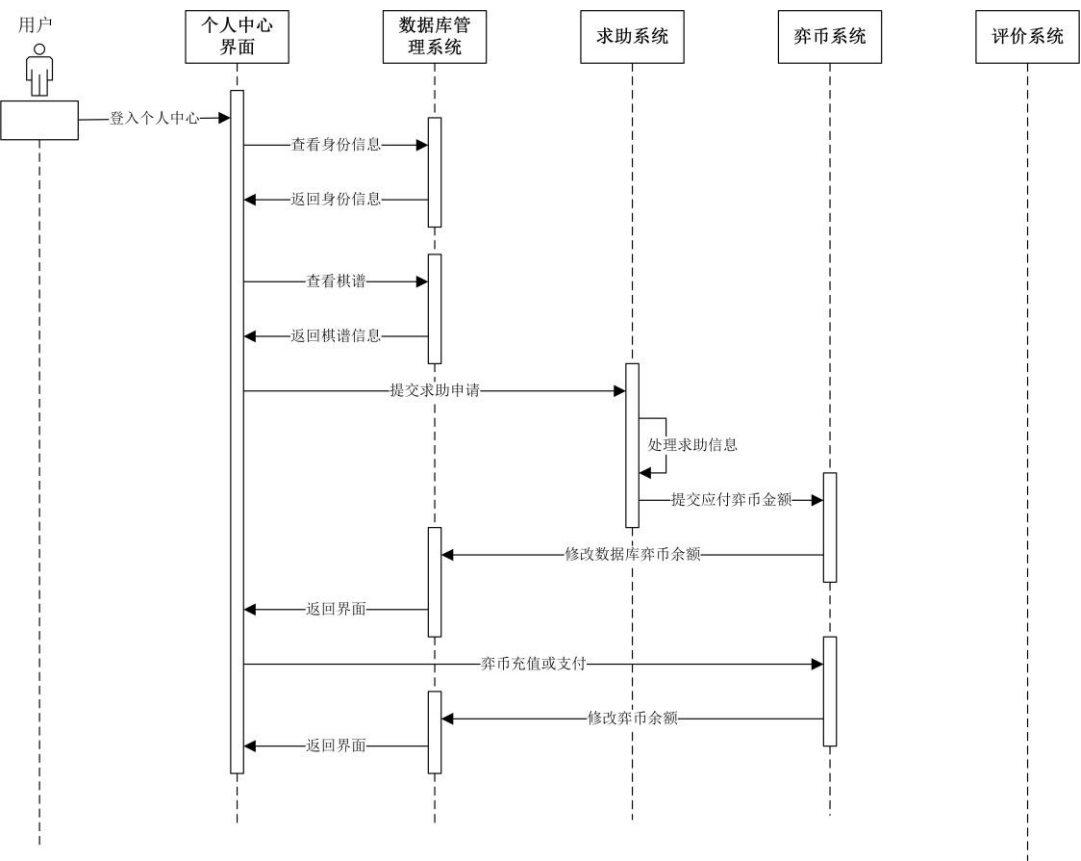 用户
个人中心
界面
数据库管
理系统
求助系统
弈币系统
评价系统
登入个人中心
查看身份信息
返回身份信息
查看棋谱
返回棋谱信息
提交求助申请
处理求助信息
提交应付弈币金额
修改数据库弈币余额
返回界面
弈币充值或支付
修改弈币余额
返回界面